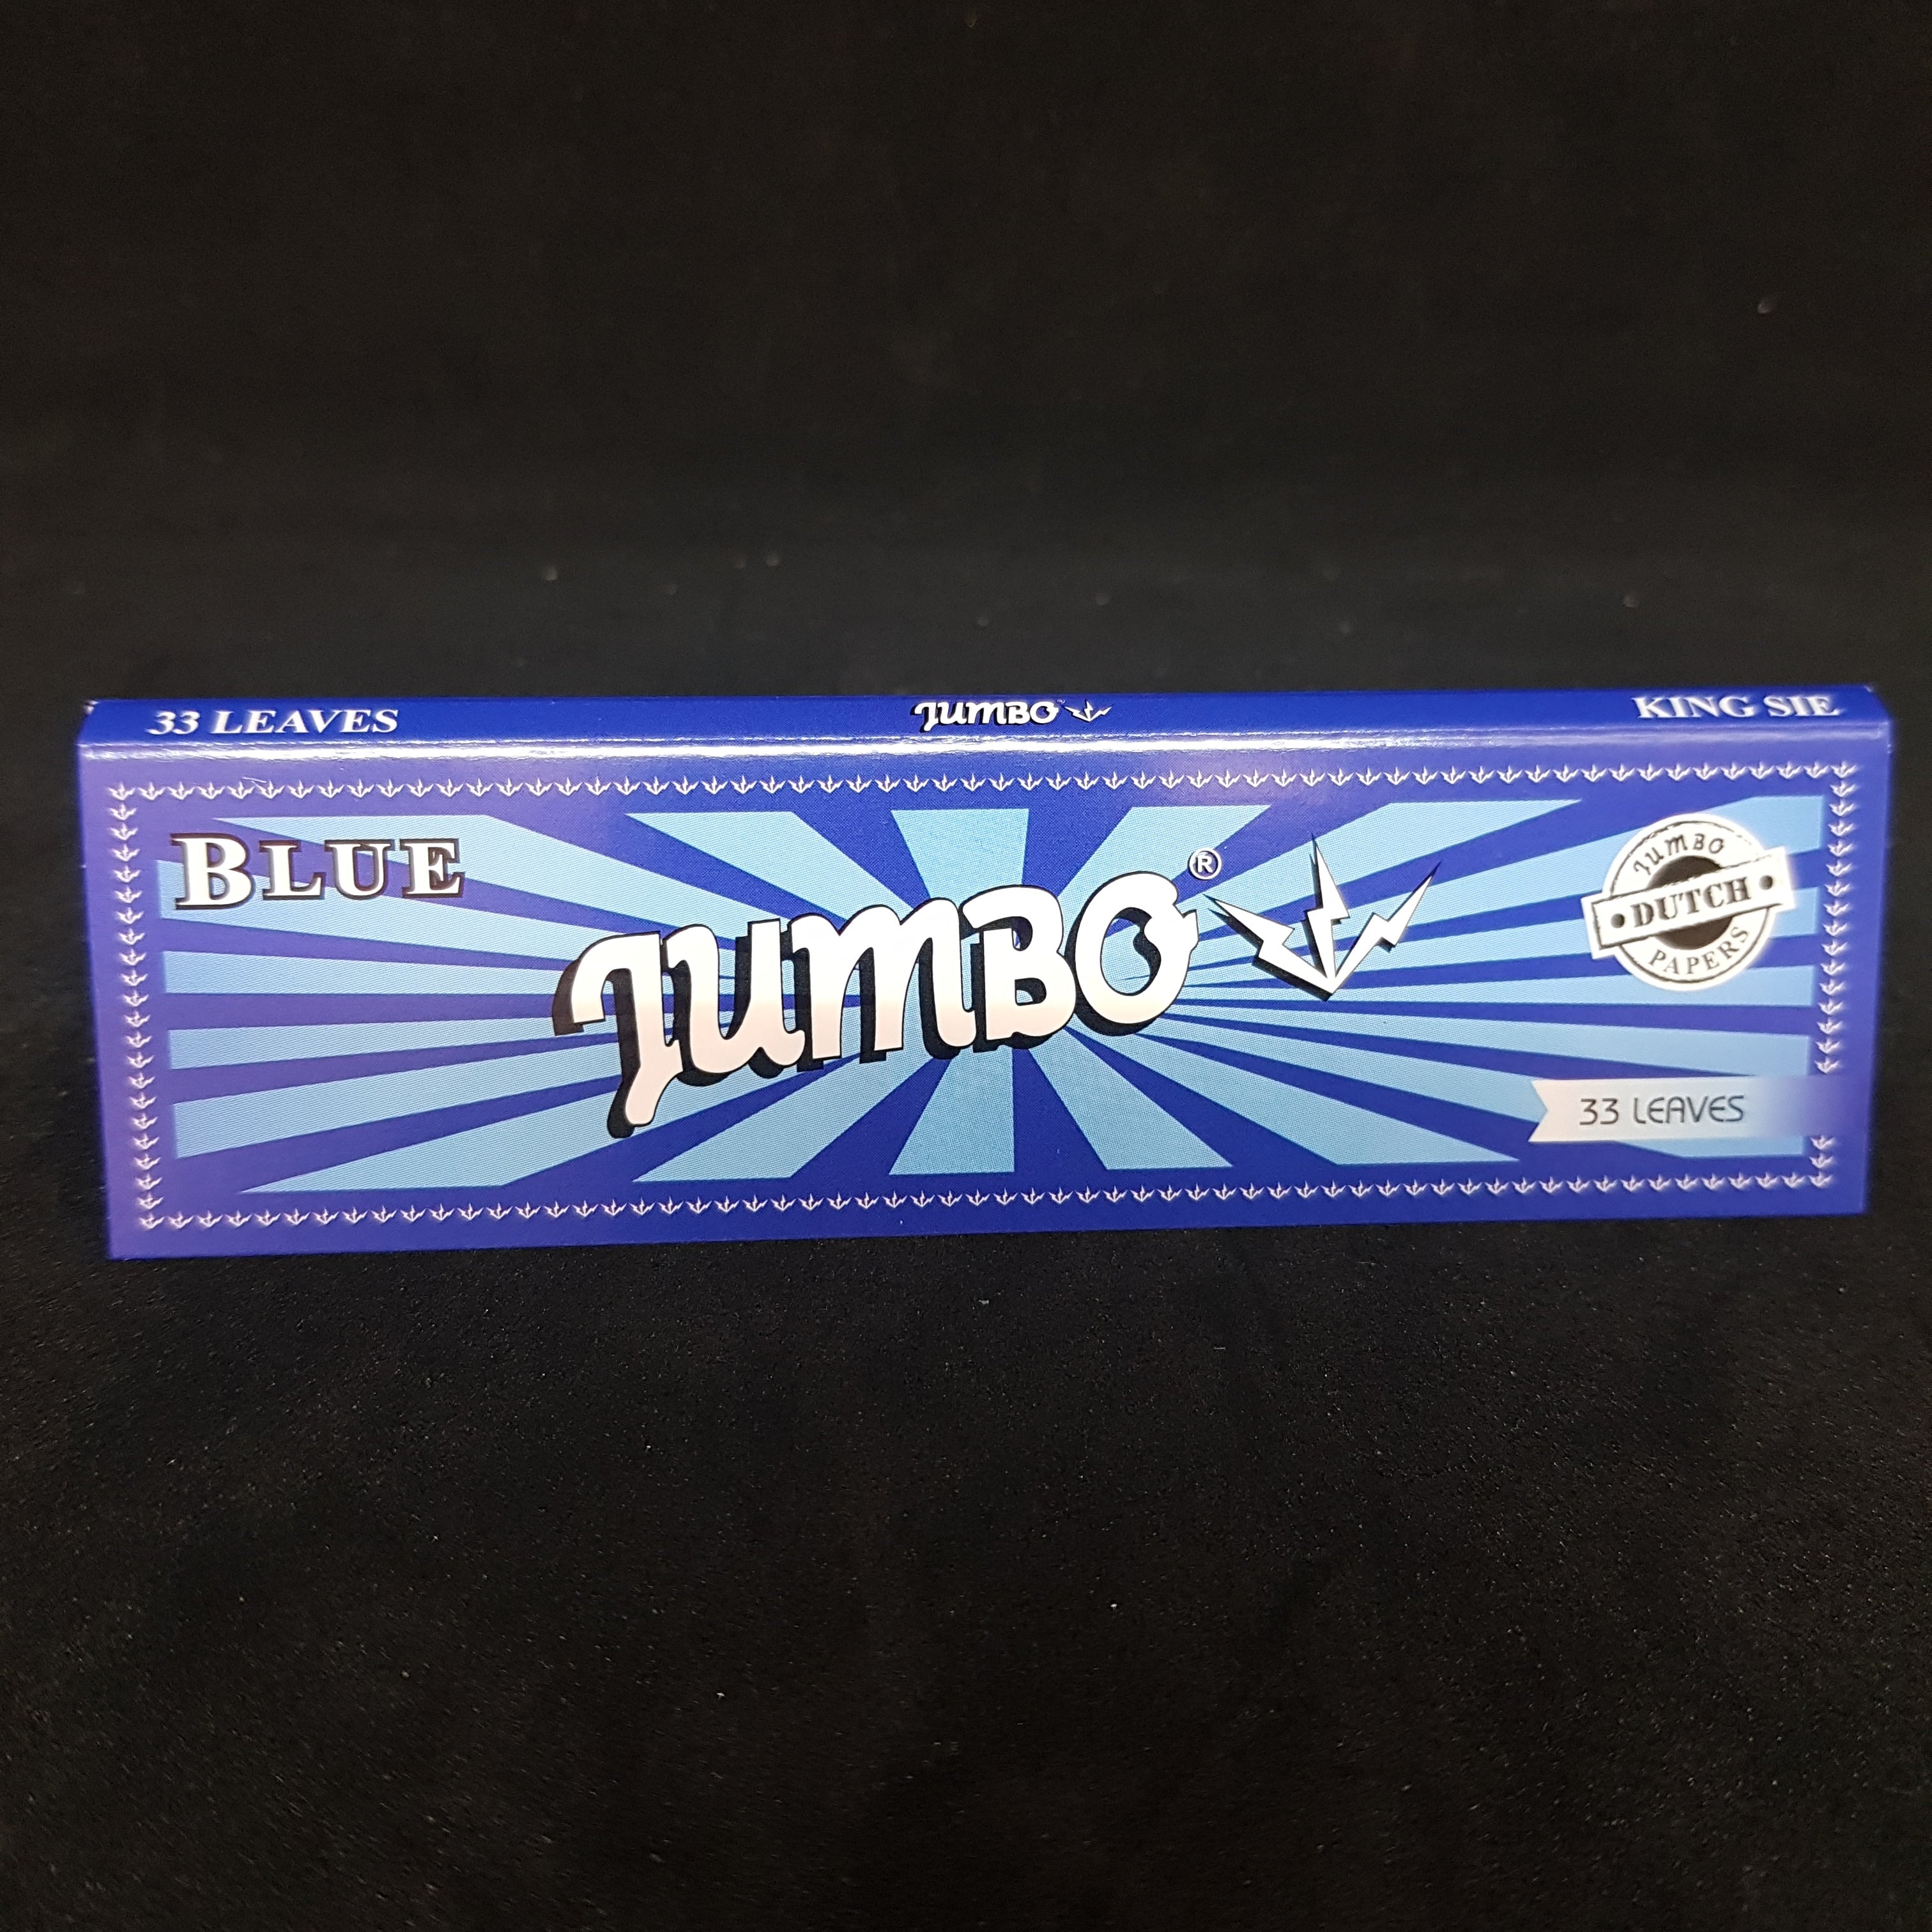 33 LEAVES
JUMBO
KING SIE
BLUE
JUMBO®
JUMBO
• DUTCH •
PAPERS
33 LEAVES